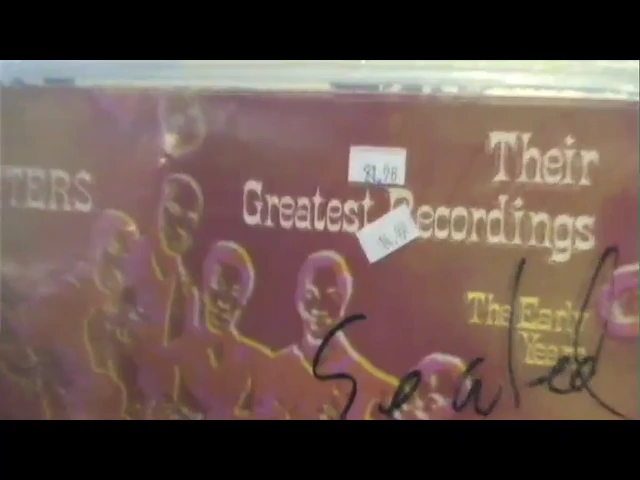 TERS
Their
Greatest Recordings
The Early
Years
Sealed